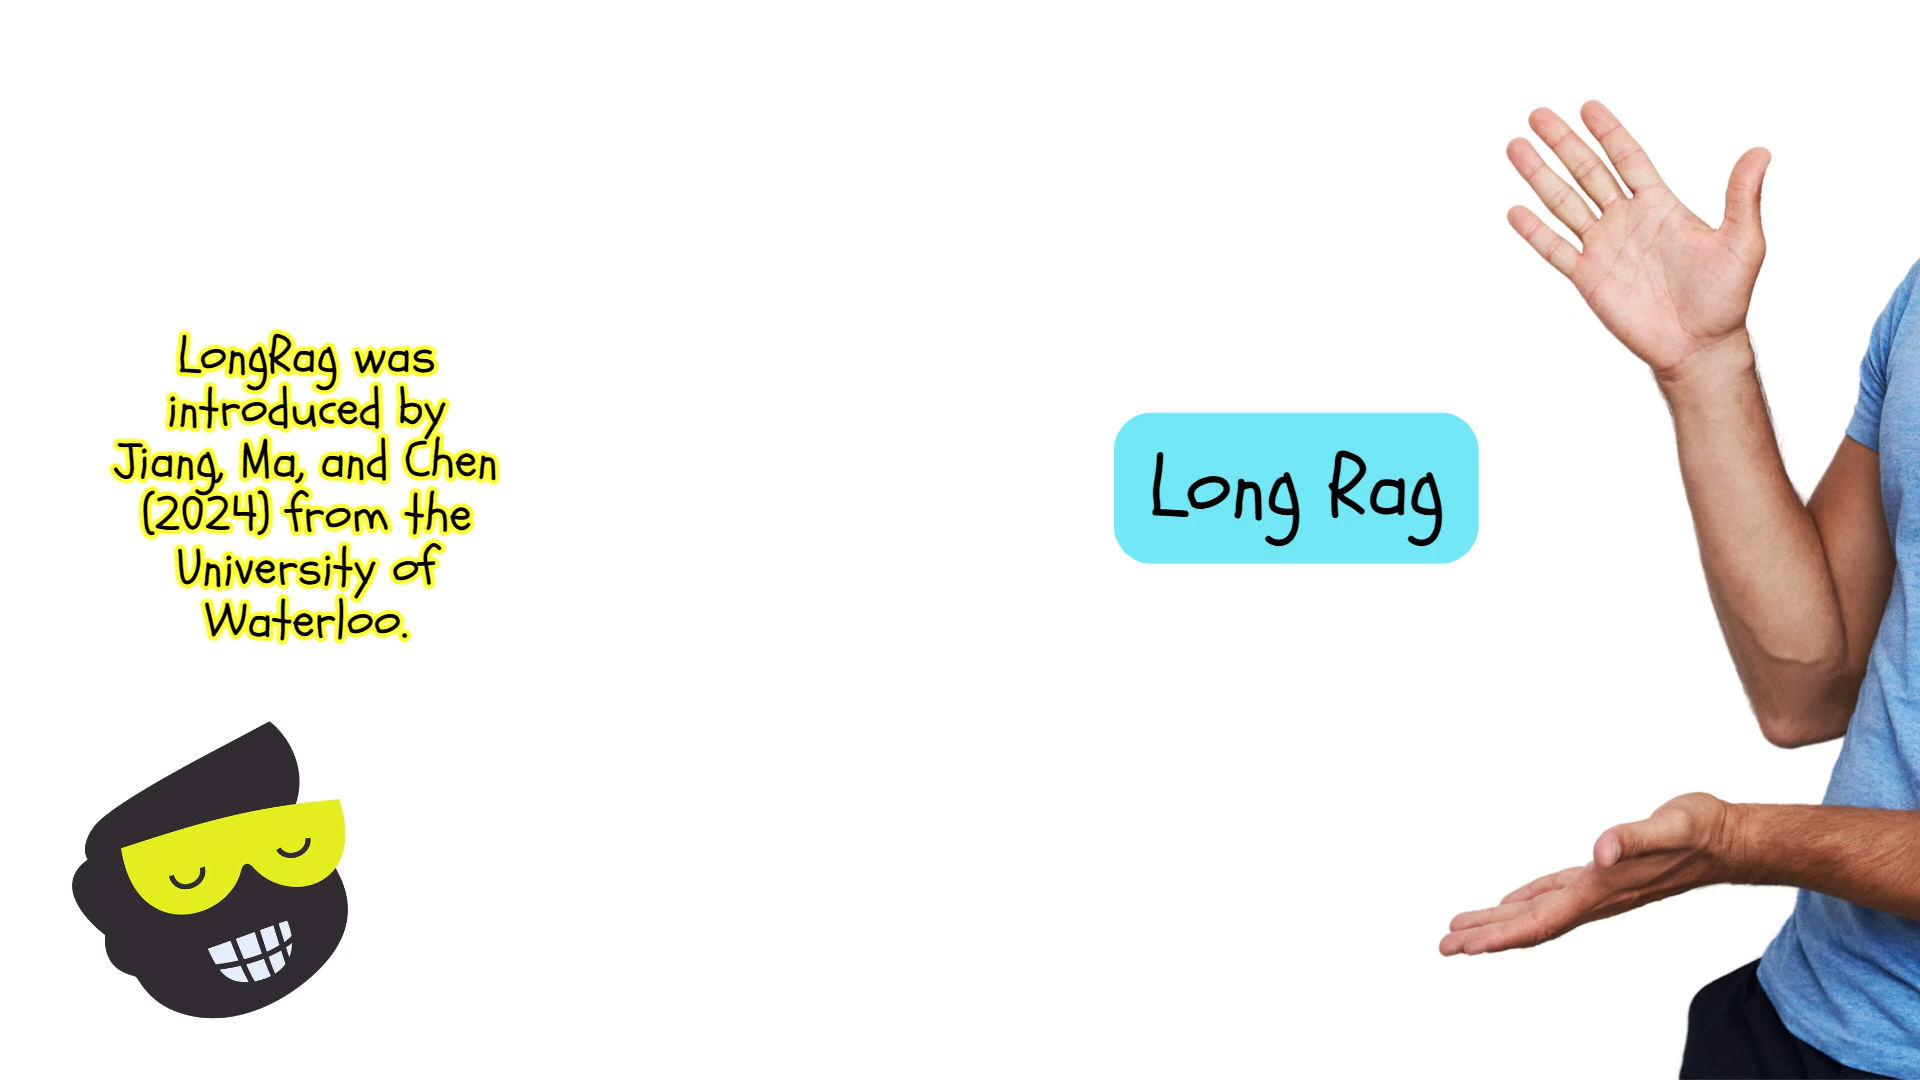 LongRag was
introduced by
Jiang, Ma, and Chen
(2024) from the
University of
Waterloo.
Long Rag